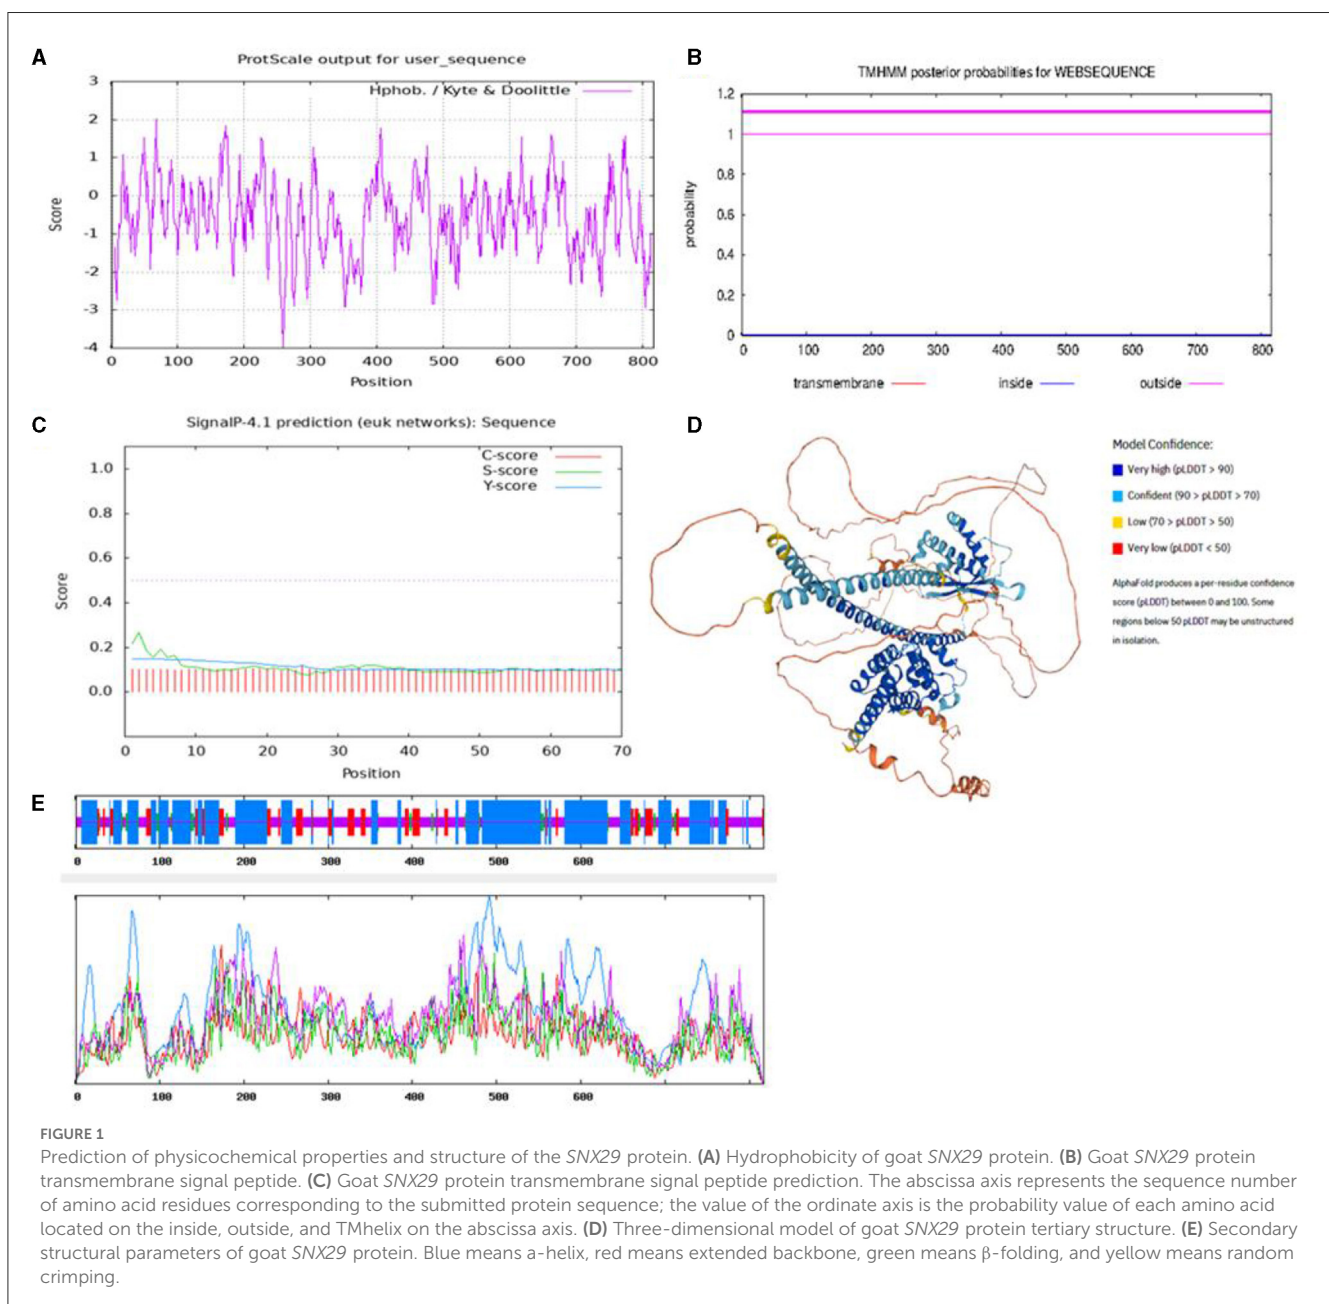 A
ProtScale output for user_sequence
Hphob. / Kyte & Doolittle
3
2
1
0
-1
-2
-3
-4
Score
0 100 200 300 400 500 600 700 800
Position
B
TMHMM posterior probabilities for WEBSEQUENCE
1.2
1
0.8
0.6
0.4
0.2
0
probability
0 100 200 300 400 500 600 700 800
transmembrane inside outside
C
SignalP-4.1 prediction (euk networks): Sequence
C-score
S-score
Y-score
1.0
0.8
0.6
0.4
0.2
0.0
Score
0 10 20 30 40 50 60 70
Position
D
Model Confidence:
Very high (pLDDT > 90)
Confident (90 > pLDDT > 70)
Low (70 > pLDDT > 50)
Very low (pLDDT < 50)
AlphaFold produces a per-residue confidence
score (pLDDT) between 0 and 100. Some
regions below 50 pLDDT may be unstructured
in isolation.
E
0 100 200 300 400 500 600
0 100 200 300 400 500 600
FIGURE 1
Prediction of physicochemical properties and structure of the SNX29 protein. (A) Hydrophobicity of goat SNX29 protein. (B) Goat SNX29 protein
transmembrane signal peptide. (C) Goat SNX29 protein transmembrane signal peptide prediction. The abscissa axis represents the sequence number
of amino acid residues corresponding to the submitted protein sequence; the value of the ordinate axis is the probability value of each amino acid
located on the inside, outside, and TMhelix on the abscissa axis. (D) Three-dimensional model of goat SNX29 protein tertiary structure. (E) Secondary
structural parameters of goat SNX29 protein. Blue means a-helix, red means extended backbone, green means β-folding, and yellow means random
crimping.